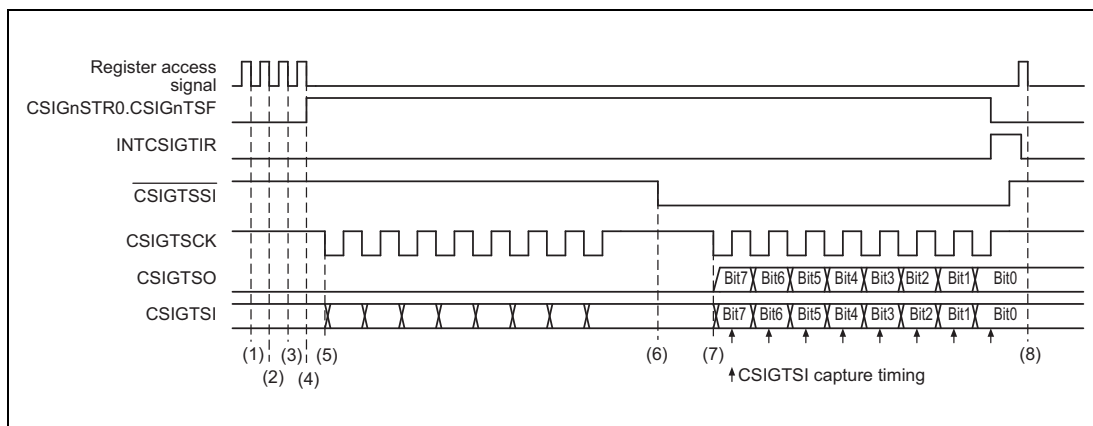 Register access
signal
CSIGnSTR0.CSIGnTSF
INTCSIGTIR
CSIGTSSI
CSIGTSCK
CSIGTSO
Bit7 Bit6 Bit5 Bit4 Bit3 Bit2 Bit1 Bit0
CSIGTSI
Bit7 Bit6 Bit5 Bit4 Bit3 Bit2 Bit1 Bit0
(1) (3) (5) (6) (7) (8)
(2) (4)
CSIGTSI capture timing